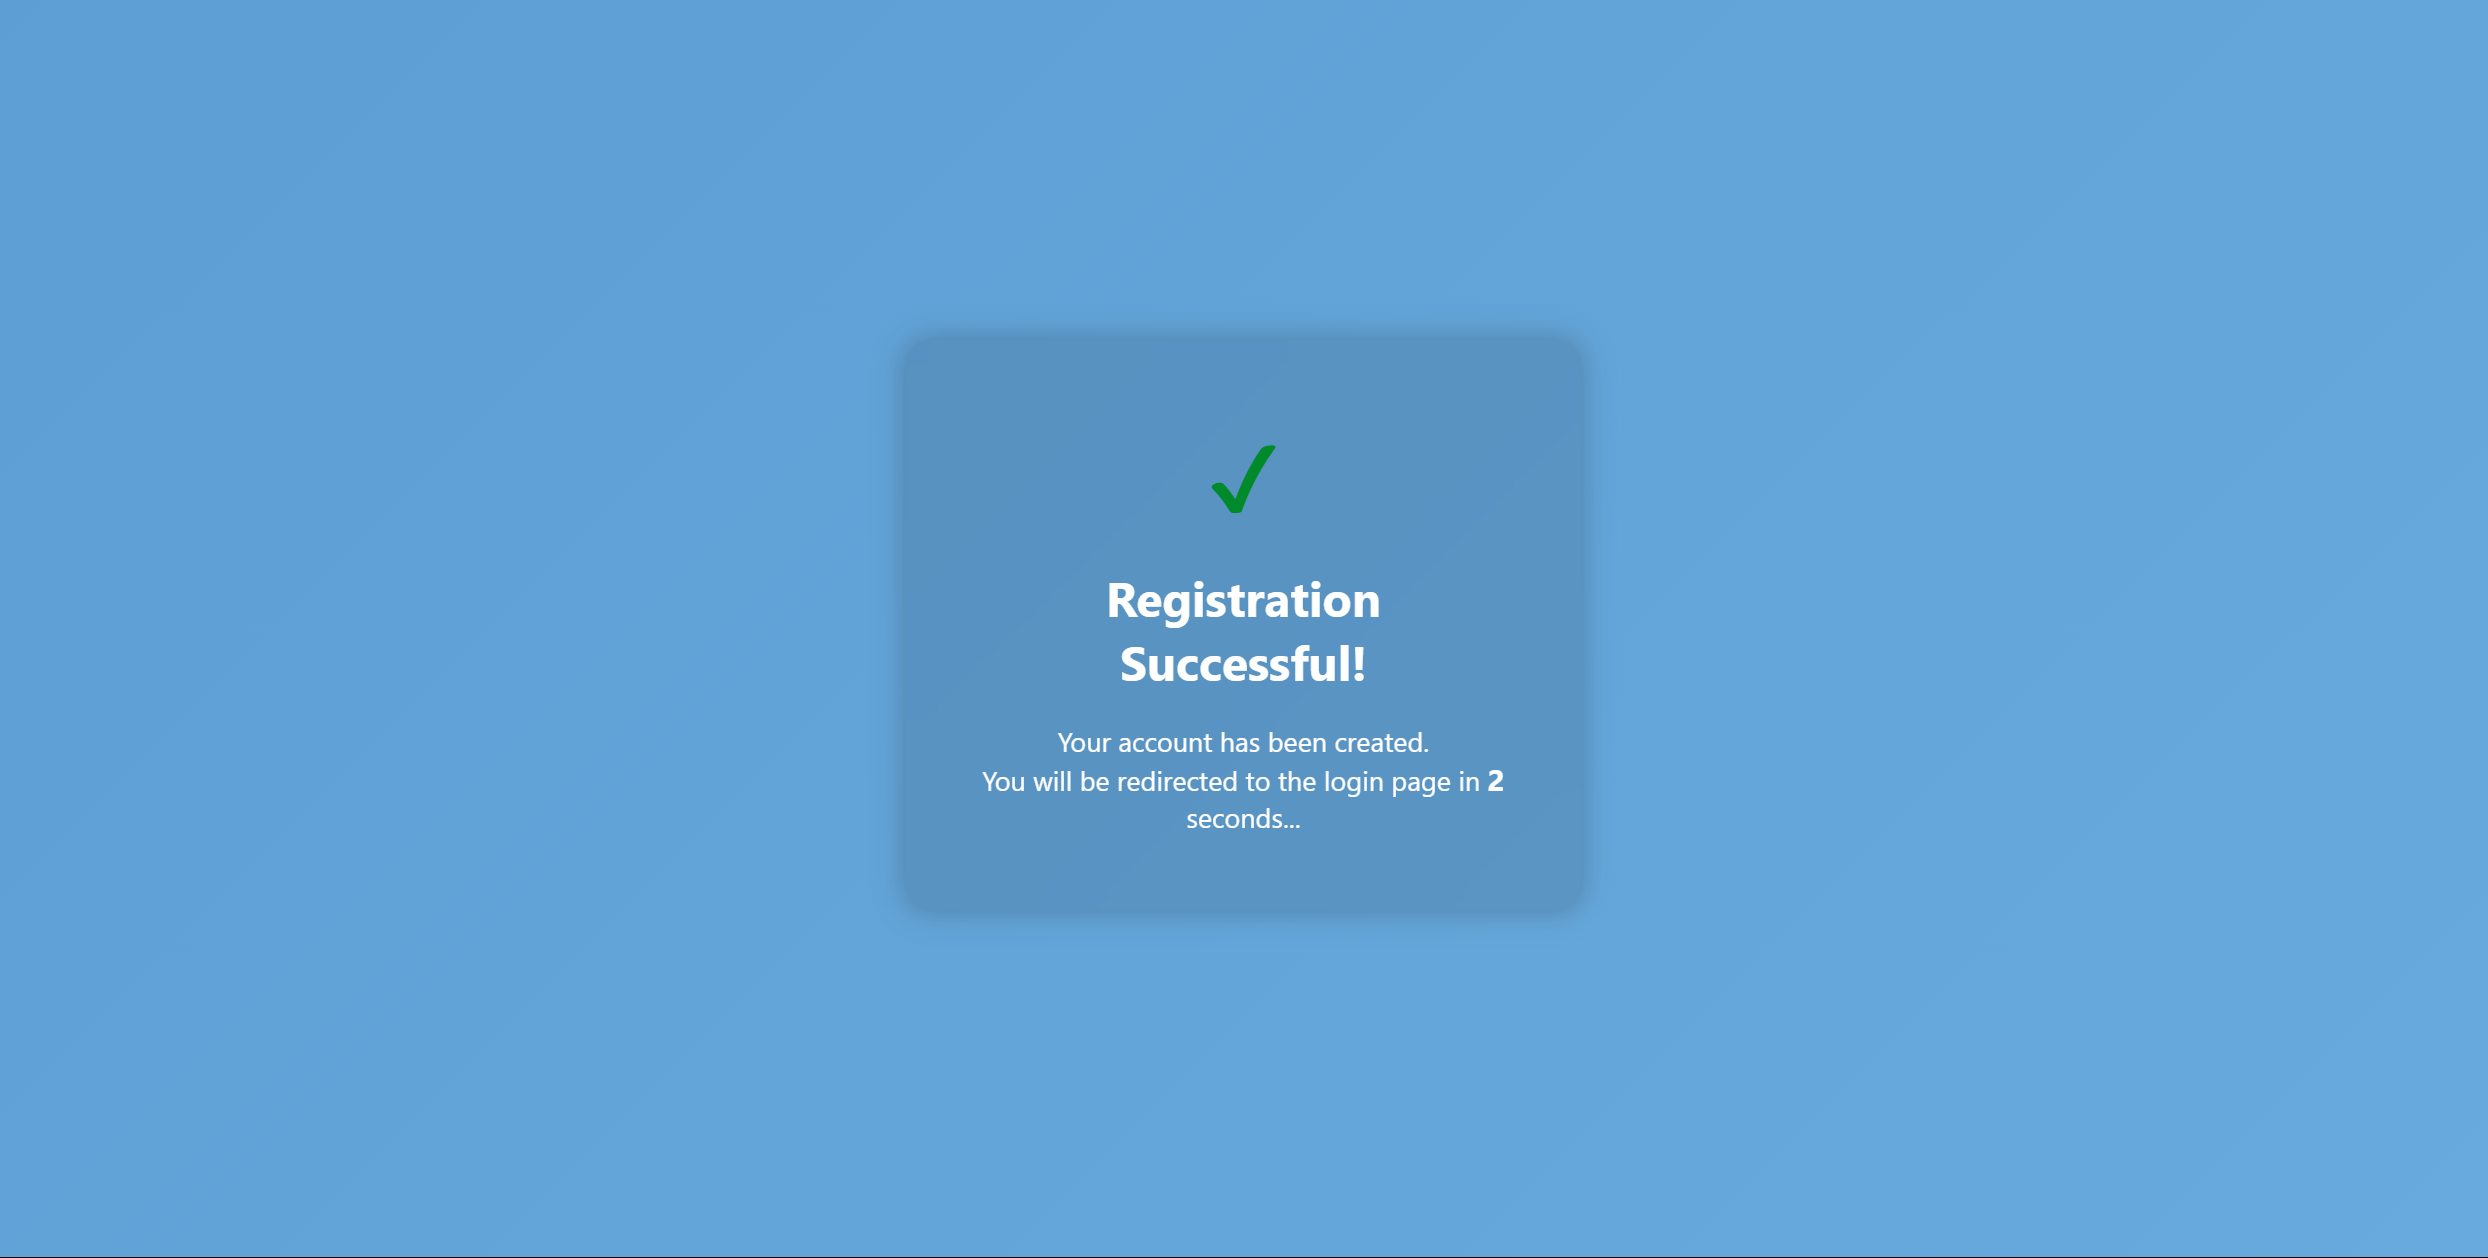 Registration
Successful!
Your account has been created.
You will be redirected to the login page in 2
seconds...